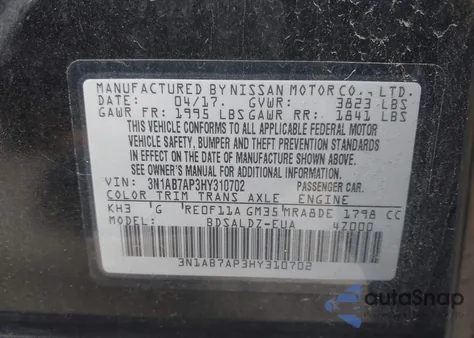 MANUFACTURED BY NISSAN MOTOR CO., LTD.
DATE: 04/17. GVWR: 3823 LBS
GAWR FR: 1995 LBS GAWR RR: 1841 LBS
THIS VEHICLE CONFORMS TO ALL APPLICABLE FEDERAL MOTOR
VEHICLE SAFETY, BUMPER AND THEFT PREVENTION STANDARDS
IN EFFECT ON THE DATE OF MANUFACTURE SHOWN ABOVE.
SEE OWNER'S MANUAL FOR ADDITIONAL INFORMATION.
VIN: 3N1AB7AP3HY310702 PASSENGER CAR.
COLOR TRIM TRANS AXLE ENGINE
KH3 G RE0F11A GM35 MRA8DE 1798 CC
MODEL: BDSALDZ-EUA 4Z000
3N1AB7AP3HY310702
autoSnap